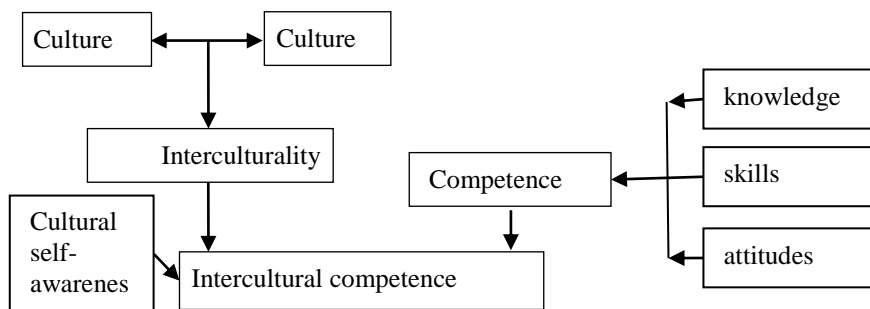 Culture
Culture
knowledge
Interculturality
Competence
skills
Cultural
self-
awarenes
Intercultural competence
attitudes